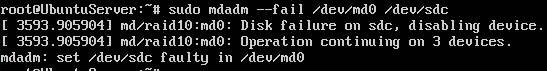 root@UbuntuServer:~# sudo mdadm --fail /dev/md0 /dev/sdc
[ 3593.905904] md/raid10:md0: Disk failure on sdc, disabling device.
[ 3593.905904] md/raid10:md0: Operation continuing on 3 devices.
mdadm: set /dev/sdc faulty in /dev/md0
root@UbuntuServer:~#